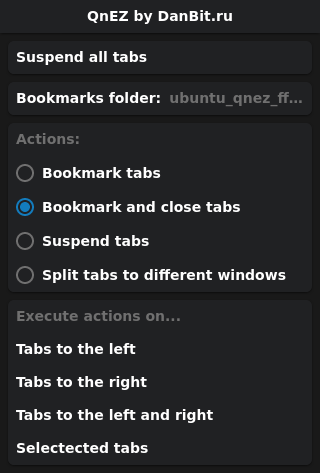 QnEZ by DanBit.ru
Suspend all tabs
Bookmarks folder: ubuntu_qnez_ff...
Actions:
Bookmark tabs
Bookmark and close tabs
Suspend tabs
Split tabs to different windows
Execute actions on...
Tabs to the left
Tabs to the right
Tabs to the left and right
Selectected tabs